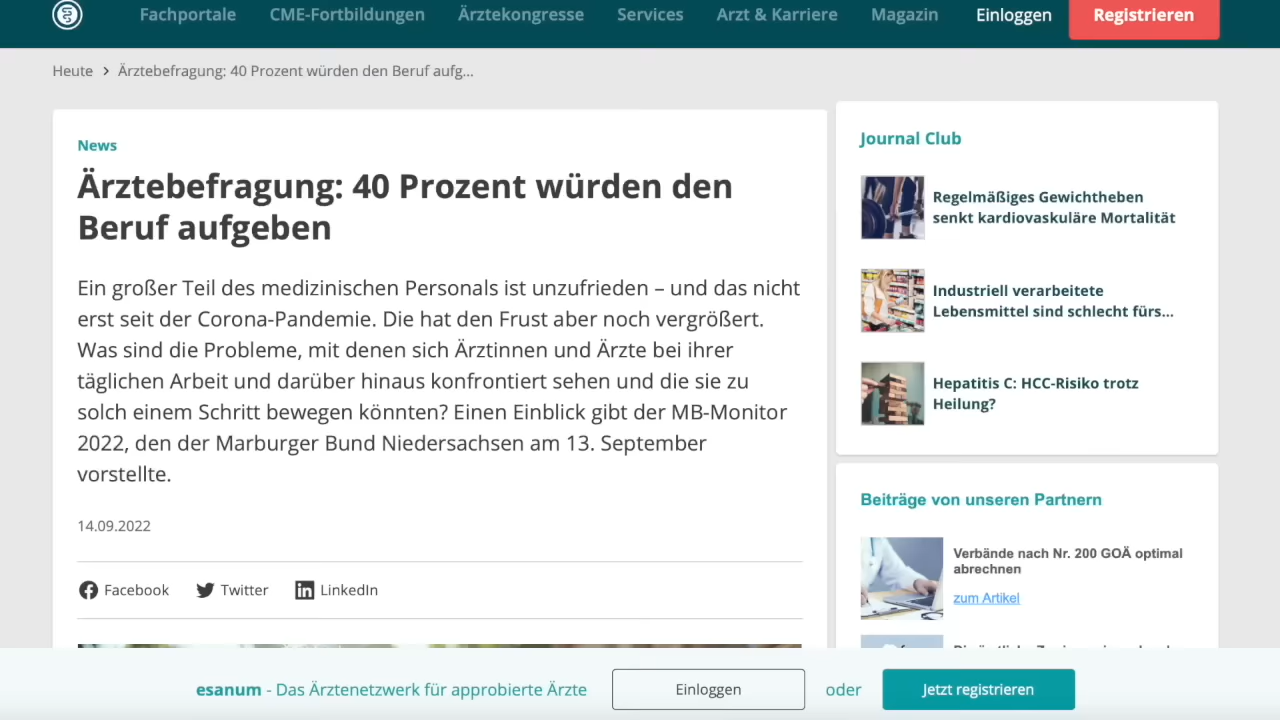 Fachportale CME-Fortbildungen Ärztekongresse Services Arzt & Karriere Magazin Einloggen Registrieren
Heute > Ärztebefragung: 40 Prozent würden den Beruf aufg...
News
Ärztebefragung: 40 Prozent würden den
Beruf aufgeben
Ein großer Teil des medizinischen Personals ist unzufrieden – und das nicht
erst seit der Corona-Pandemie. Die hat den Frust aber noch vergrößert.
Was sind die Probleme, mit denen sich Ärztinnen und Ärzte bei ihrer
täglichen Arbeit und darüber hinaus konfrontiert sehen und die sie zu
solch einem Schritt bewegen könnten? Einen Einblick gibt der MB-Monitor
2022, den der Marburger Bund Niedersachsen am 13. September
vorstellte.
14.09.2022
Facebook Twitter LinkedIn
Journal Club
Regelmäßiges Gewichtheben
senkt kardiovaskuläre Mortalität
Industriell verarbeitete
Lebensmittel sind schlecht fürs...
Hepatitis C: HCC-Risiko trotz
Heilung?
Beiträge von unseren Partnern
Verbände nach Nr. 200 GOÄ optimal
abrechnen
zum Artikel
esanum - Das Ärztenetzwerk für approbierte Ärzte Einloggen oder Jetzt registrieren